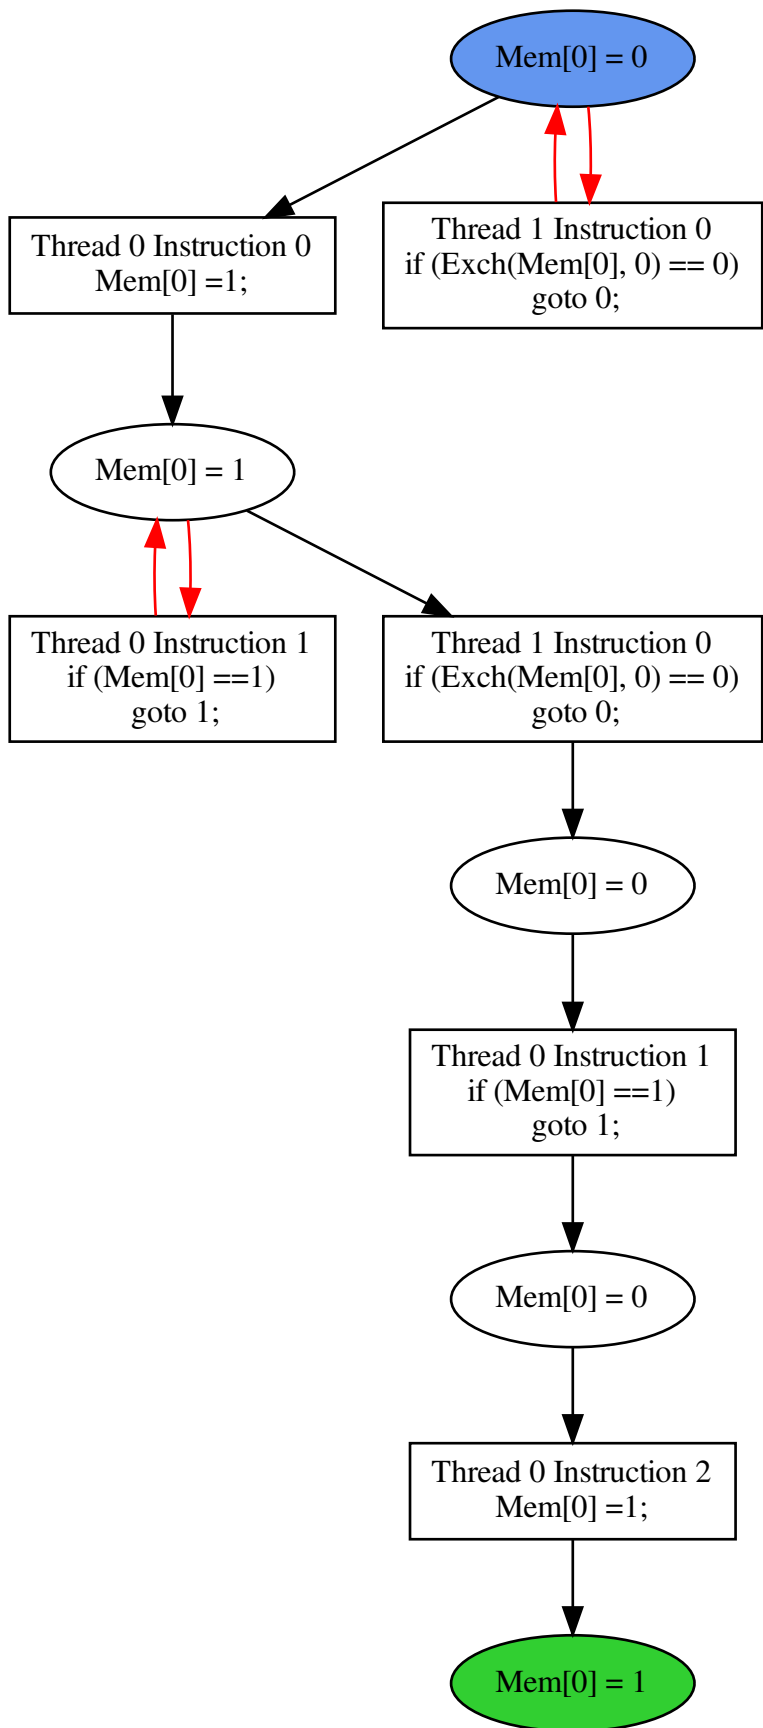 Mem[0] = 0
Thread 0 Instruction 0
Mem[0] =1;
Thread 1 Instruction 0
if (Exch(Mem[0], 0) == 0)
goto 0;
Mem[0] = 1
Thread 0 Instruction 1
if (Mem[0] ==1)
goto 1;
Thread 1 Instruction 0
if (Exch(Mem[0], 0) == 0)
goto 0;
Mem[0] = 0
Thread 0 Instruction 1
if (Mem[0] ==1)
goto 1;
Mem[0] = 0
Thread 0 Instruction 2
Mem[0] =1;
Mem[0] = 1